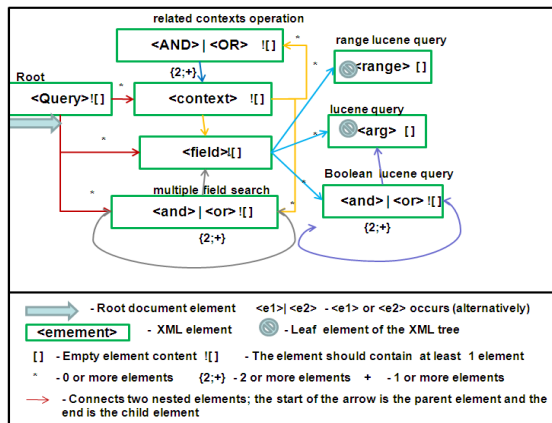 related contexts operation
<AND> | <OR> ![]
*
range lucene query
*
<range> []
{2;+}
Root
<Query> ![]
*
<context> ![]
*
lucene query
<arg> []
*
<field> ![]
*
Boolean lucene query
*
multiple field search
*
<and> | <or> ![]
*
<and> | <or> ![]
{2;+}
{2;+}
- Root document element
<e1> | <e2> - <e1> or <e2> occurs (alternatively)
<emement>
- XML element
- Leaf element of the XML tree
[] - Empty element content ![] - The element should contain at least 1 element
* - 0 or more elements {2;+} - 2 or more elements + - 1 or more elements
- Connects two nested elements; the start of the arrow is the parent element and the
end is the child element